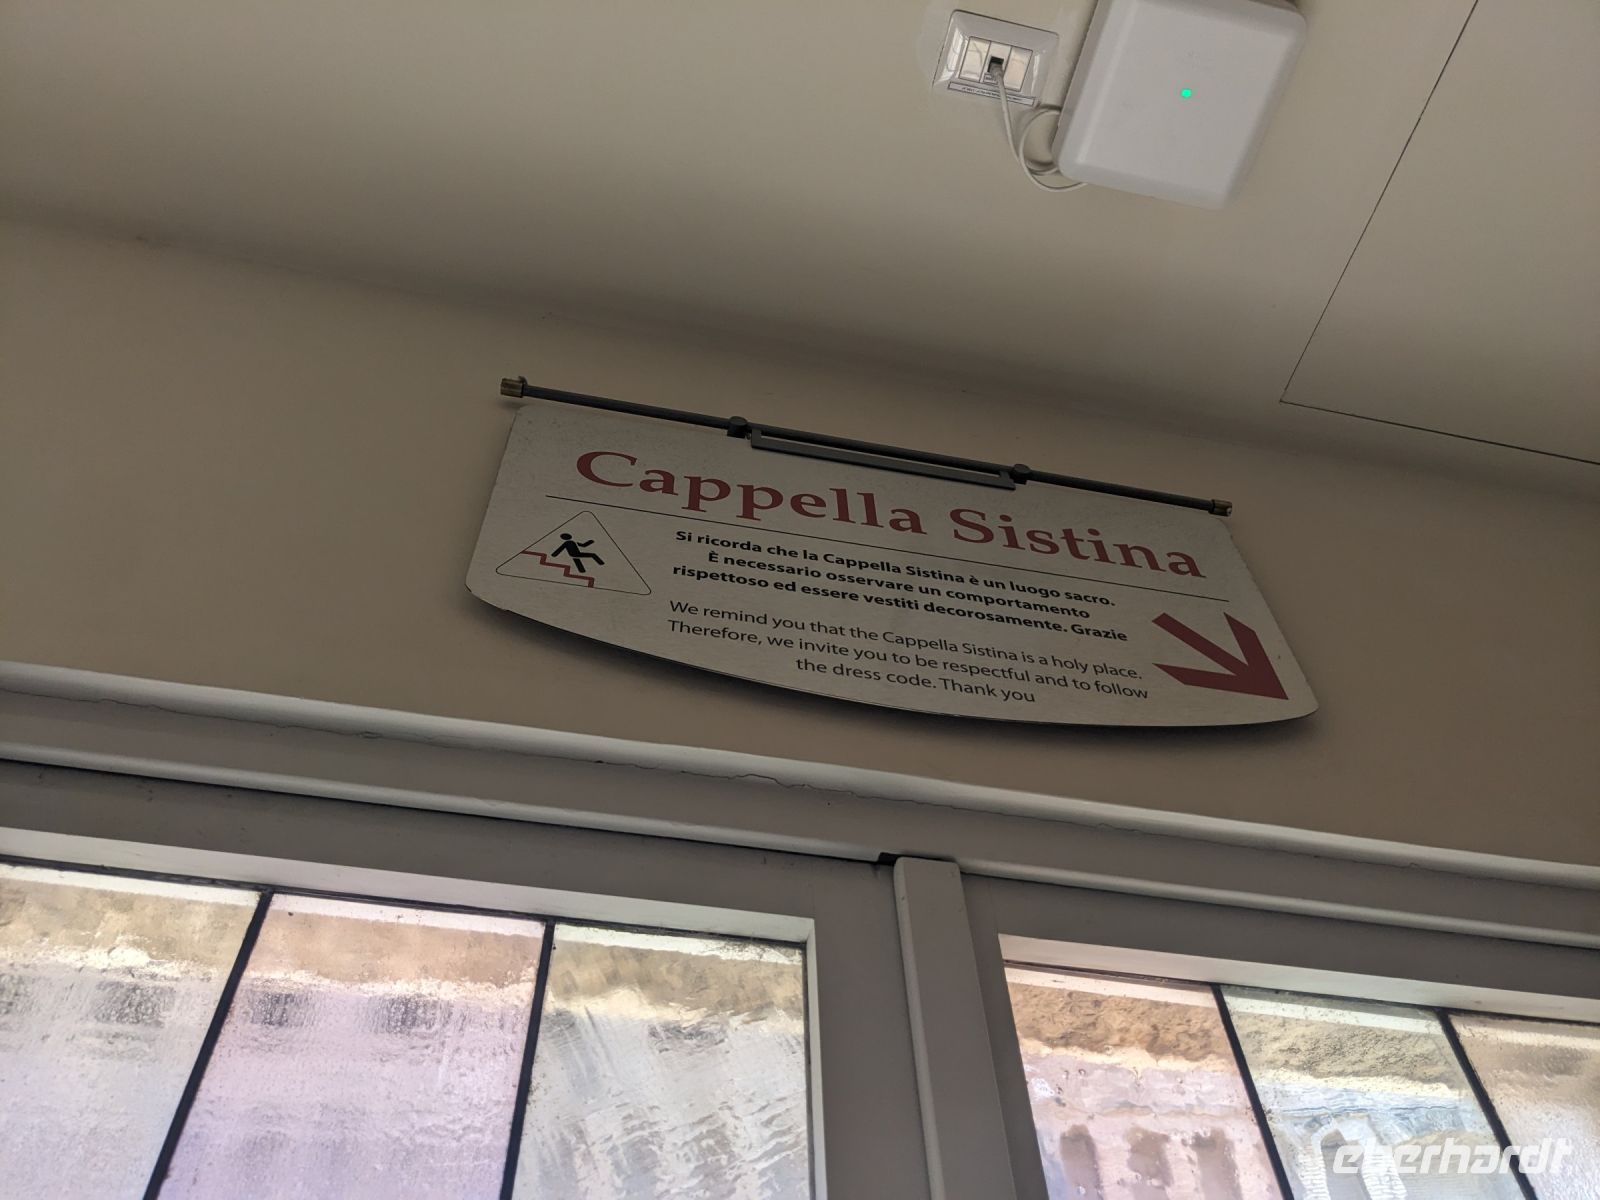 Cappella Sistina
Si ricorda che la Cappella Sistina è un luogo sacro.
È necessario osservare un comportamento
rispettoso ed essere vestiti decorosamente. Grazie
We remind you that the Cappella Sistina is a holy place.
Therefore, we invite you to be respectful and to follow
the dress code. Thank you
eberhardt